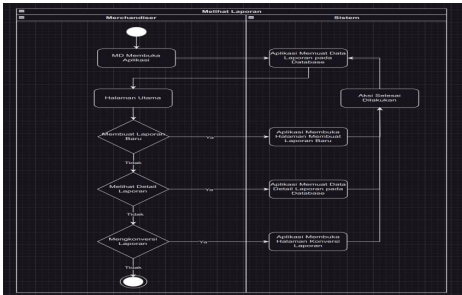 Melihat Laporan
Merchandiser
Sistem
MD Membuka
Aplikasi
Aplikasi Memuat Data
Laporan pada
Database
Halaman Utama
Aksi Selesai
Dilakukan
Membuat Laporan
Baru
Ya
Aplikasi Membuka
Halaman Membuat
Laporan Baru
Tidak
Melihat Detail
Laporan
Ya
Aplikasi Memuat Data
Detail Laporan pada
Database
Tidak
Mengkonversi
Laporan
Ya
Aplikasi Membuka
Halaman Konversi
Laporan
Tidak